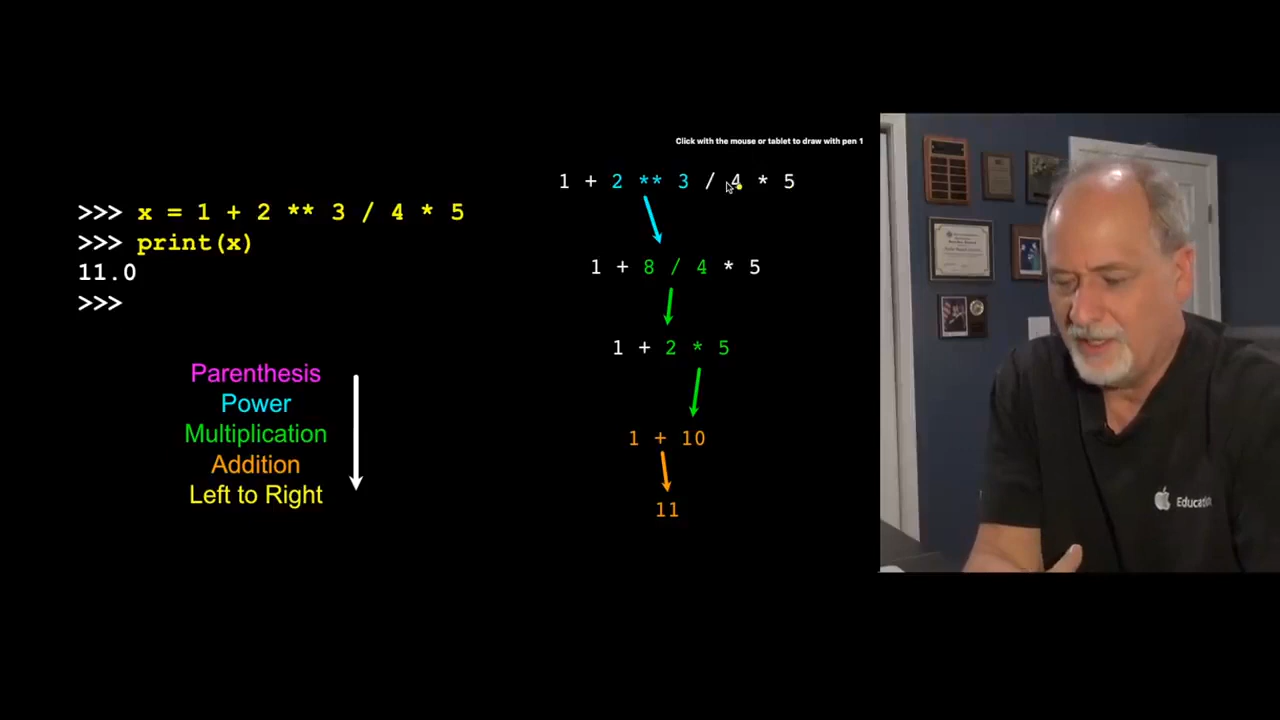 Click with the mouse or tablet to draw with pen 1
>>> x = 1 + 2 ** 3 / 4 * 5
>>> print(x)
11.0
>>>
Parenthesis
Power
Multiplication
Addition
Left to Right
1 + 2 ** 3 / 4 * 5
1 + 8 / 4 * 5
1 + 2 * 5
1 + 10
11
Education